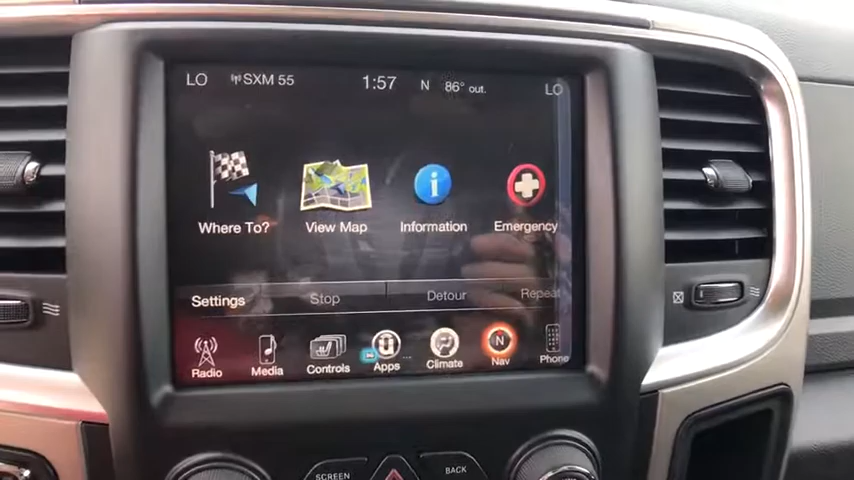 LO SXM 55 1:57 N 86° out. LO
Where To? View Map Information Emergency
Settings Stop Detour Repeat
Radio Media Controls Apps Climate Nav Phone
SCREEN BACK